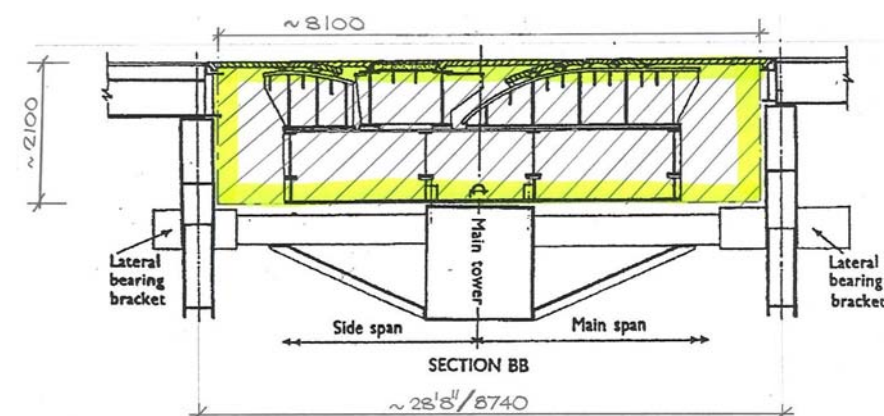 ~ 8100
~ 2100
Main tower
Lateral
bearing
bracket
Lateral
bearing
bracket
Side span
Main span
SECTION BB
~ 28'8"/8740